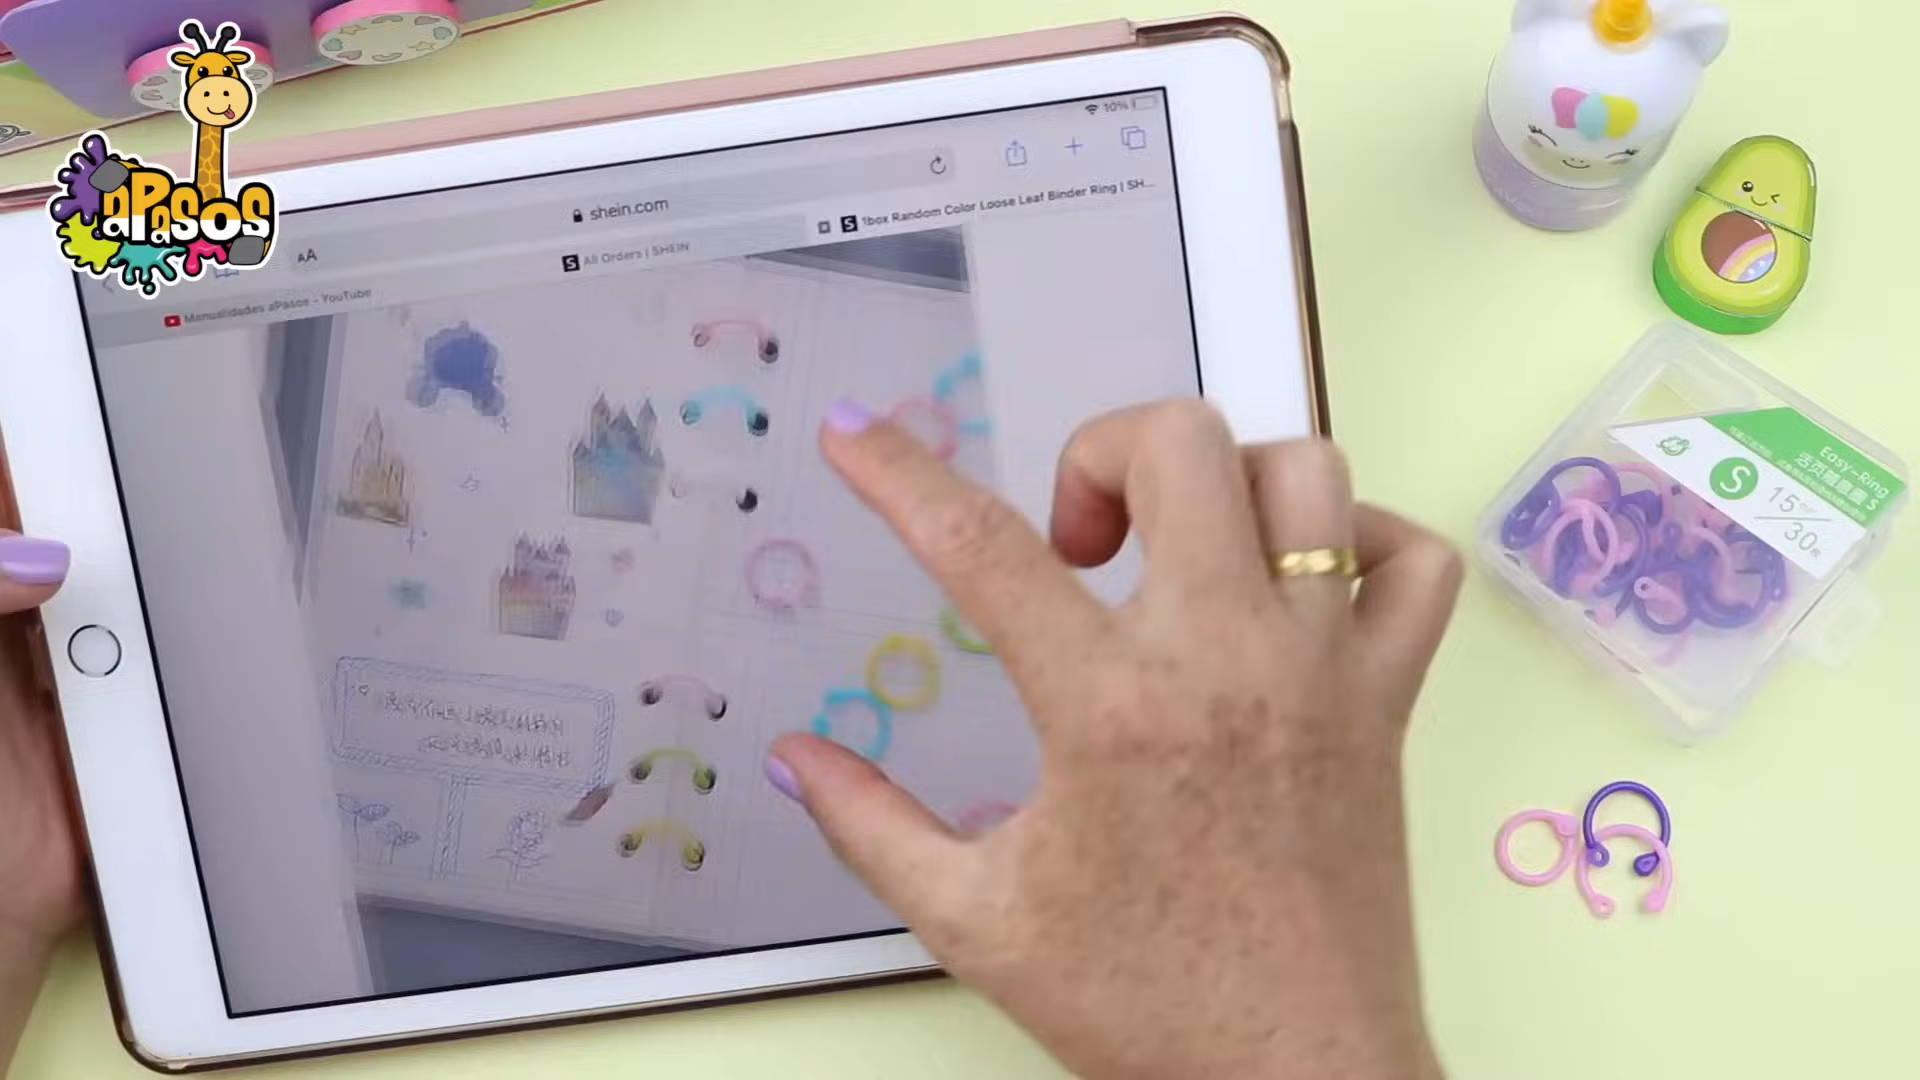 aPasos
10%
shein.com
AA
1box Random Color Loose Leaf Binder Ring | SH...
All Orders | SHEIN
Manualidades aPasos - YouTube
Easy-Ring
S
15mm/30